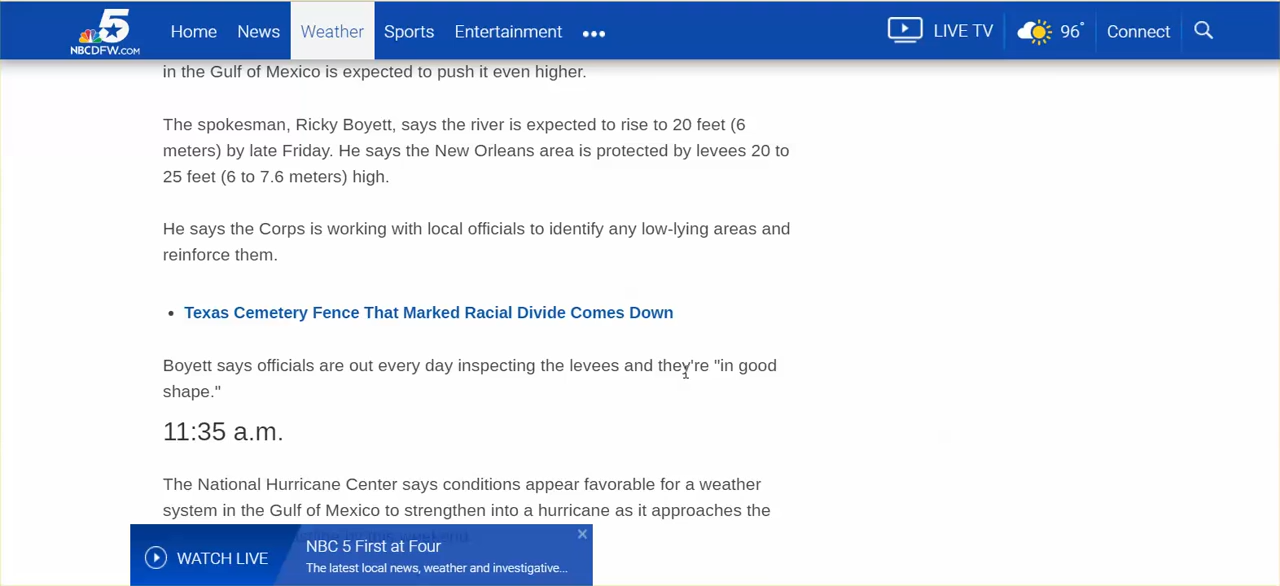 5
NBCDFW.COM
Home News Weather Sports Entertainment ••• LIVE TV 96° Connect
in the Gulf of Mexico is expected to push it even higher.
The spokesman, Ricky Boyett, says the river is expected to rise to 20 feet (6
meters) by late Friday. He says the New Orleans area is protected by levees 20 to
25 feet (6 to 7.6 meters) high.
He says the Corps is working with local officials to identify any low-lying areas and
reinforce them.
• Texas Cemetery Fence That Marked Racial Divide Comes Down
Boyett says officials are out every day inspecting the levees and they're "in good
shape."
11:35 a.m.
The National Hurricane Center says conditions appear favorable for a weather
system in the Gulf of Mexico to strengthen into a hurricane as it approaches the
WATCH LIVE
NBC 5 First at Four
The latest local news, weather and investigative...